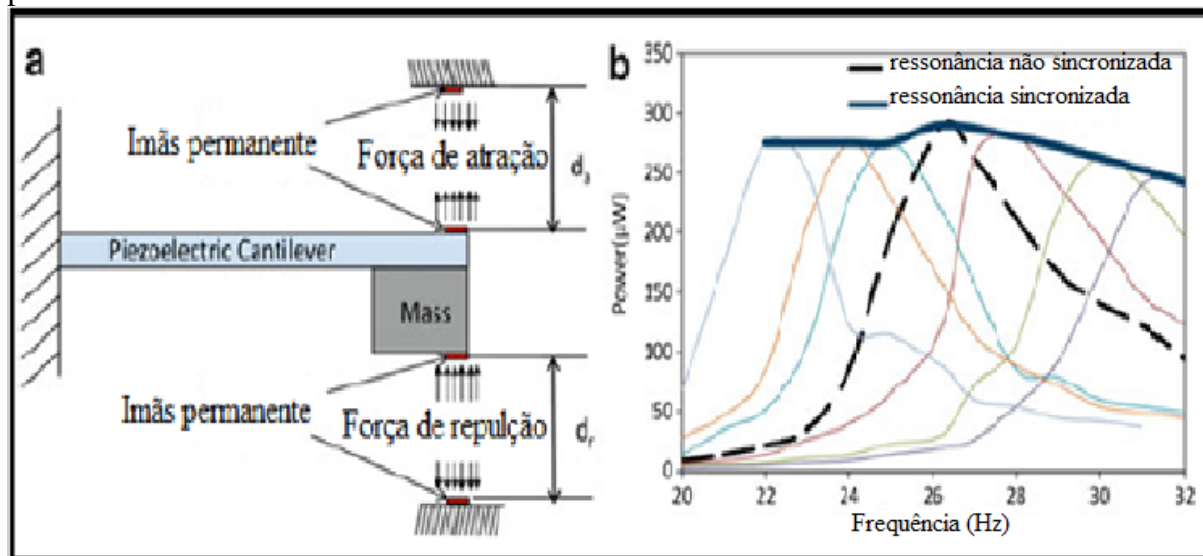 a
Imãs permanente
Força de atração
Piezoelectric Cantilever
Mass
Imãs permanente
Força de repulção
d_r
b
350
300
250
200
150
100
50
0
Power(μW)
ressonância não sincronizada
ressonância sincronizada
20 22 24 26 28 30 32
Frequência (Hz)